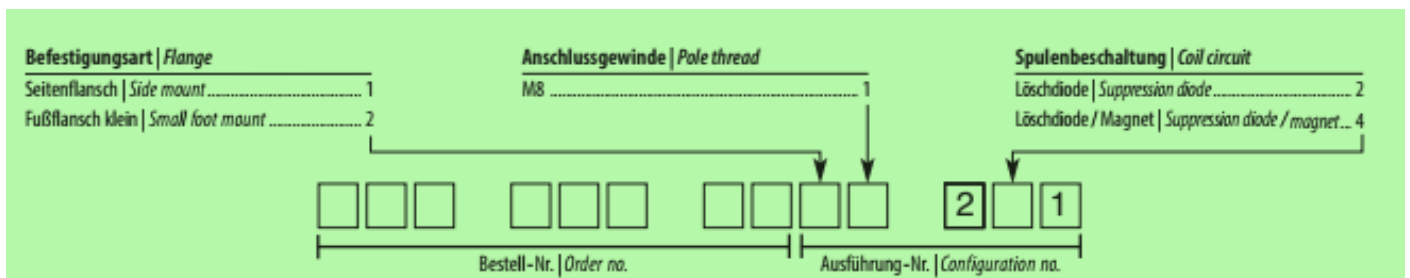 Befestigungsart | Flange
Seitenflansch | Side mount ........................................ 1
Fußflansch klein | Small foot mount ........................ 2
Anschlussgewinde | Pole thread
M8 ................................................................................ 1
Spulenbeschaltung | Coil circuit
Löschdiode | Suppression diode ...................................... 2
Löschdiode / Magnet | Suppression diode / magnet ... 4
2 1
Bestell-Nr. | Order no.
Ausführung-Nr. | Configuration no.